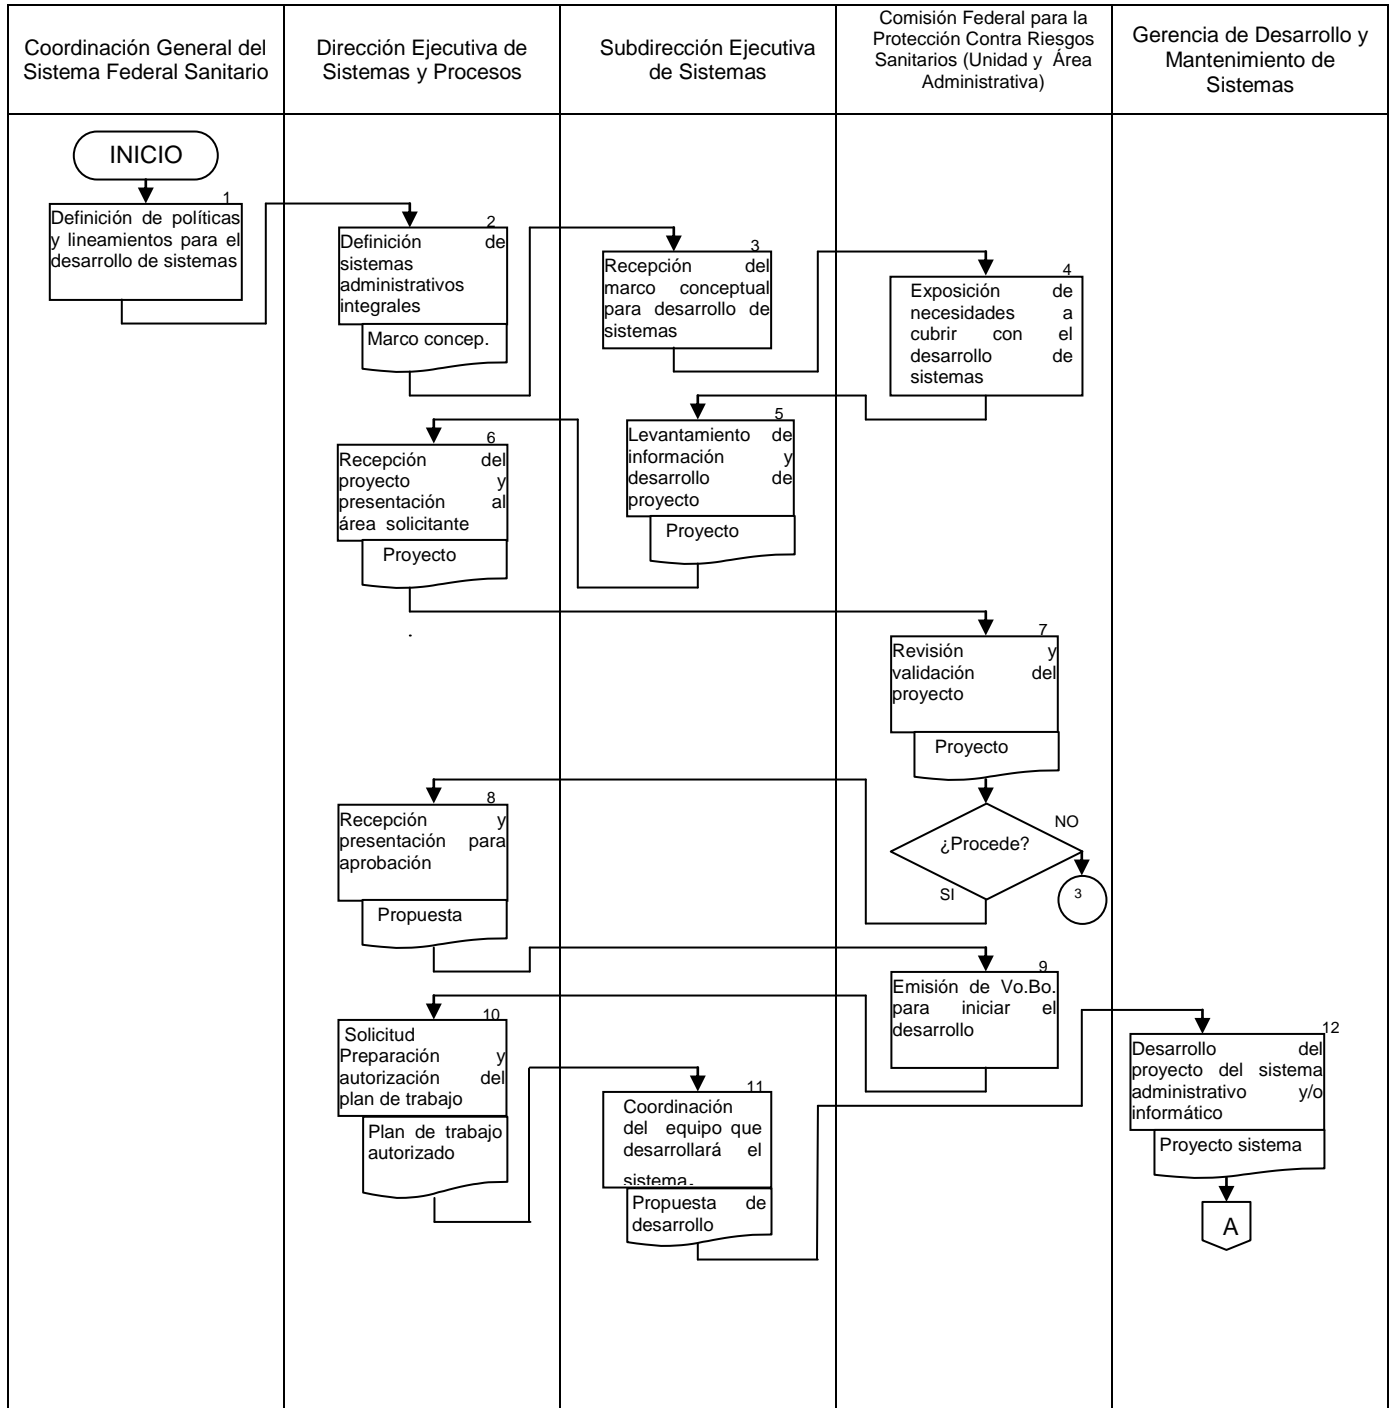 Coordinación General del
Sistema Federal Sanitario
Dirección Ejecutiva de
Sistemas y Procesos
Subdirección Ejecutiva
de Sistemas
Comisión Federal para la
Protección Contra Riesgos
Sanitarios (Unidad y Área
Administrativa)
Gerencia de Desarrollo y
Mantenimiento de
Sistemas
INICIO
1
Definición de políticas
y lineamientos para el
desarrollo de sistemas
2
Definición de
sistemas
administrativos
integrales
Marco concep.
3
Recepción del
marco conceptual
para desarrollo de
sistemas
4
Exposición de
necesidades a
cubrir con el
desarrollo de
sistemas
5
Levantamiento de
información y
desarrollo de
proyecto
Proyecto
6
Recepción del
proyecto y
presentación al
área solicitante
Proyecto
.
7
Revisión y
validación del
proyecto
Proyecto
¿Procede?
NO
SI
3
8
Recepción y
presentación para
aprobación
Propuesta
9
Emisión de Vo.Bo.
para iniciar el
desarrollo
10
Solicitud
Preparación y
autorización del
plan de trabajo
Plan de trabajo
autorizado
11
Coordinación
del equipo que
desarrollará el
sistema.
Propuesta de
desarrollo
12
Desarrollo del
proyecto del sistema
administrativo y/o
informático
Proyecto sistema
A